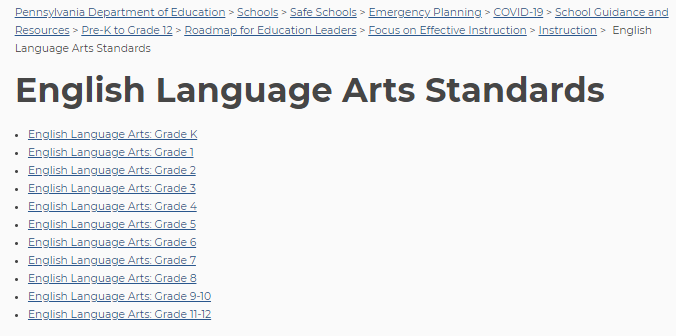 Pennsylvania Department of Education > Schools > Safe Schools > Emergency Planning > COVID-19 > School Guidance and
Resources > Pre-K to Grade 12 > Roadmap for Education Leaders > Focus on Effective Instruction > Instruction > English
Language Arts Standards
English Language Arts Standards
• English Language Arts: Grade K
• English Language Arts: Grade 1
• English Language Arts: Grade 2
• English Language Arts: Grade 3
• English Language Arts: Grade 4
• English Language Arts: Grade 5
• English Language Arts: Grade 6
• English Language Arts: Grade 7
• English Language Arts: Grade 8
• English Language Arts: Grade 9-10
• English Language Arts: Grade 11-12